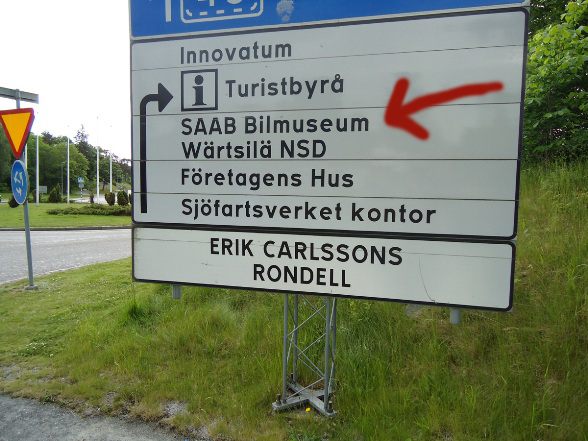 Innovatum
i Turistbyrå
SAAB Bilmuseum
Wärtsilä NSD
Företagens Hus
Sjöfartsverket kontor
ERIK CARLSSONS
RONDELL